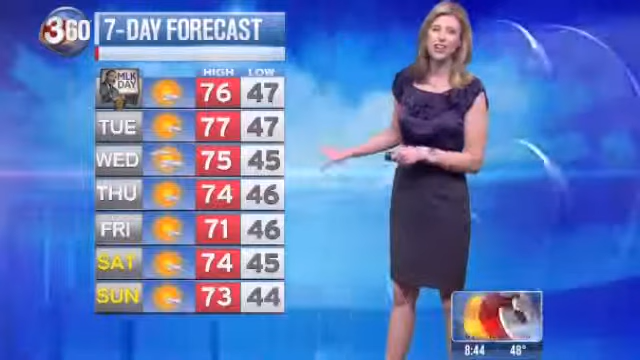 360 7-DAY FORECAST
HIGH LOW
MLK DAY 76 47
TUE 77 47
WED 75 45
THU 74 46
FRI 71 46
SAT 74 45
SUN 73 44
8:44 48°